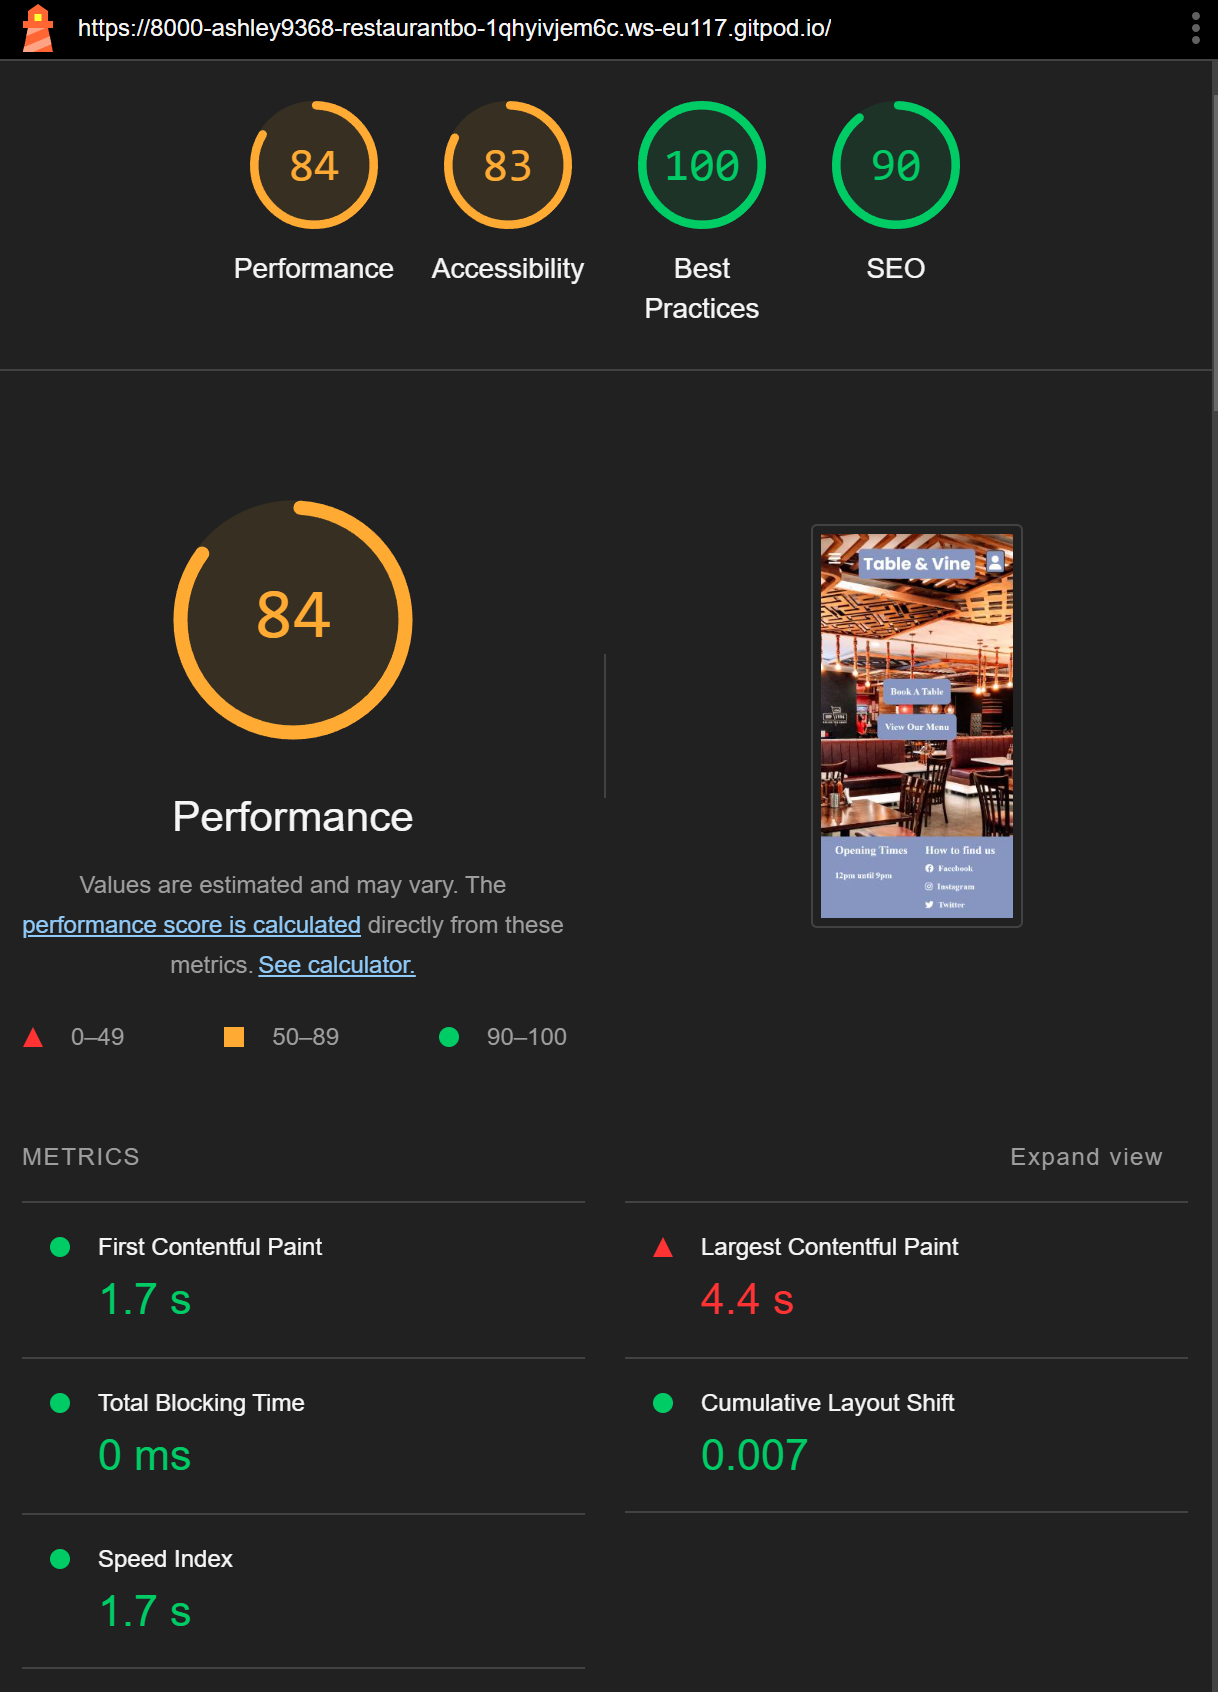 https://8000-ashley9368-restaurantbo-1qhyivjem6c.ws-eu117.gitpod.io/
84
83
100
90
Performance
Accessibility
Best
Practices
SEO
84
Performance
Values are estimated and may vary. The
performance score is calculated directly from these
metrics. See calculator.
0–49
50–89
90–100
Table & Vine
Book A Table
View Our Menu
Opening Times
How to find us
12pm until 9pm
Facebook
Instagram
Twitter
METRICS
Expand view
First Contentful Paint
1.7 s
Largest Contentful Paint
4.4 s
Total Blocking Time
0 ms
Cumulative Layout Shift
0.007
Speed Index
1.7 s